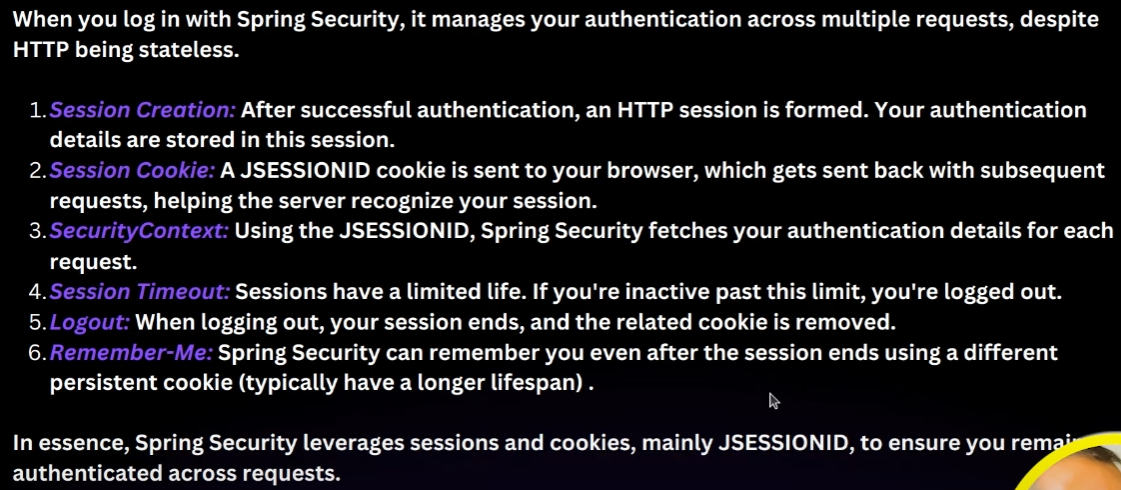 When you log in with Spring Security, it manages your authentication across multiple requests, despite
HTTP being stateless.
1. Session Creation: After successful authentication, an HTTP session is formed. Your authentication
details are stored in this session.
2. Session Cookie: A JSESSIONID cookie is sent to your browser, which gets sent back with subsequent
requests, helping the server recognize your session.
3. SecurityContext: Using the JSESSIONID, Spring Security fetches your authentication details for each
request.
4. Session Timeout: Sessions have a limited life. If you're inactive past this limit, you're logged out.
5. Logout: When logging out, your session ends, and the related cookie is removed.
6. Remember-Me: Spring Security can remember you even after the session ends using a different
persistent cookie (typically have a longer lifespan) .
In essence, Spring Security leverages sessions and cookies, mainly JSESSIONID, to ensure you remain
authenticated across requests.